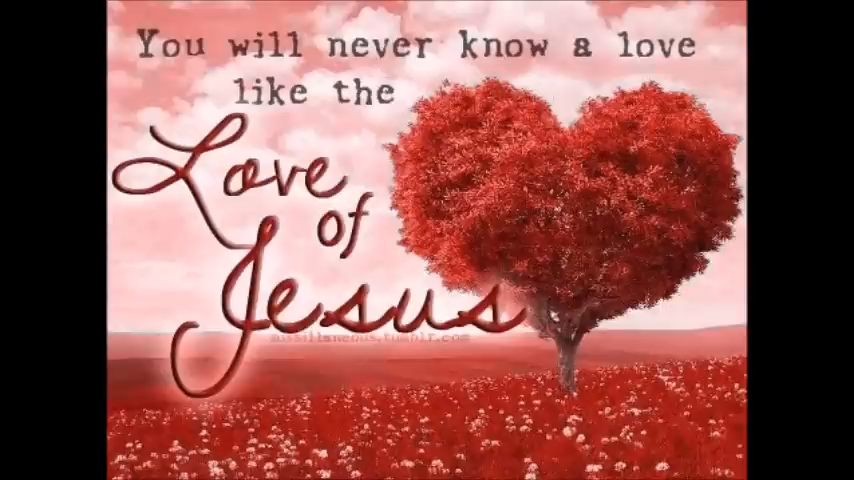 You will never know a love
like the
Love
of
Jesus